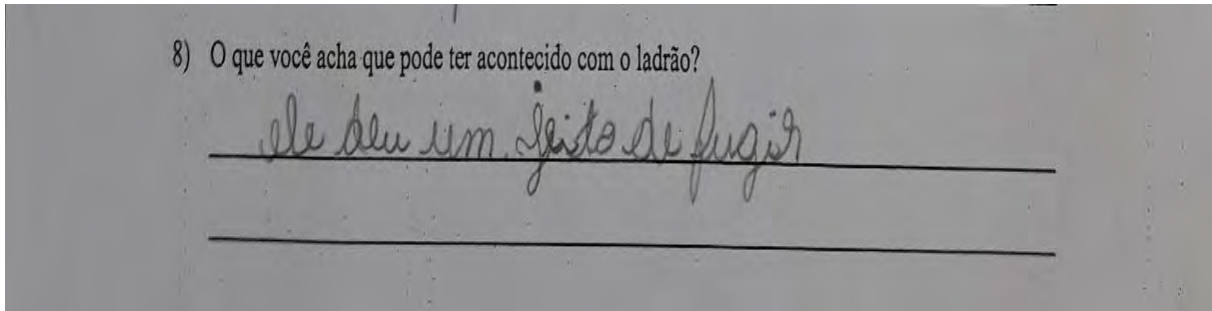 8) O que você acha que pode ter acontecido com o ladrão?
ele deu um jeito de fugir